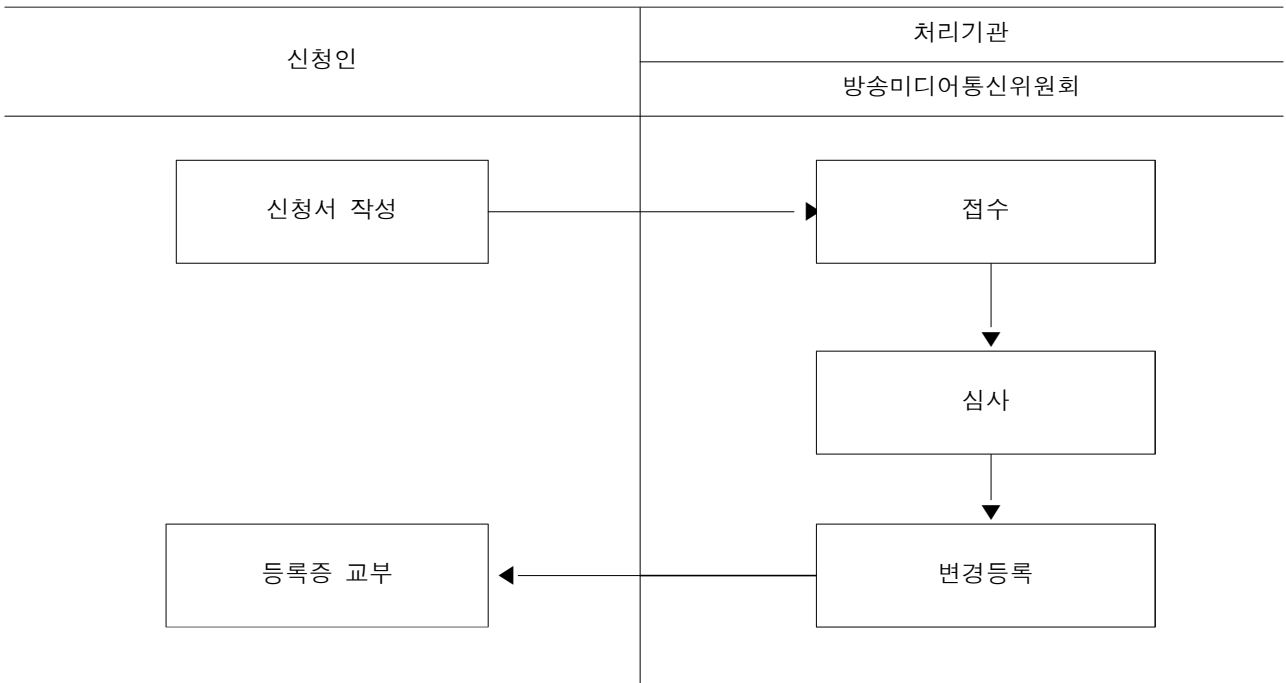 신청인
처리기관
방송미디어통신위원회
신청서 작성
접수
심사
등록증 교부
변경등록